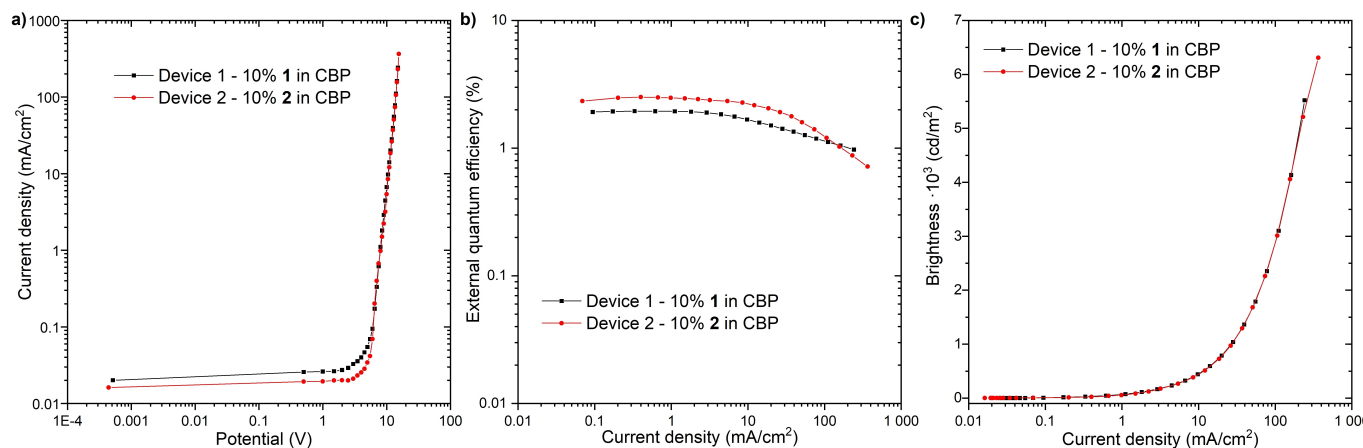 a)
1000
100
10
1
0.1
0.01
Current density (mA/cm²)
Device 1 - 10% 1 in CBP
Device 2 - 10% 2 in CBP
1E-4 0.001 0.01 0.1 1 10 100
Potential (V)
b)
10
1
0.1
0.01
External quantum efficiency (%)
Device 1 - 10% 1 in CBP
Device 2 - 10% 2 in CBP
0.01 0.1 1 10 100 1000
Current density (mA/cm²)
c)
7
6
5
4
3
2
1
0
Brightness ·10³ (cd/m²)
Device 1 - 10% 1 in CBP
Device 2 - 10% 2 in CBP
0.01 0.1 1 10 100 1 000
Current density (mA/cm²)